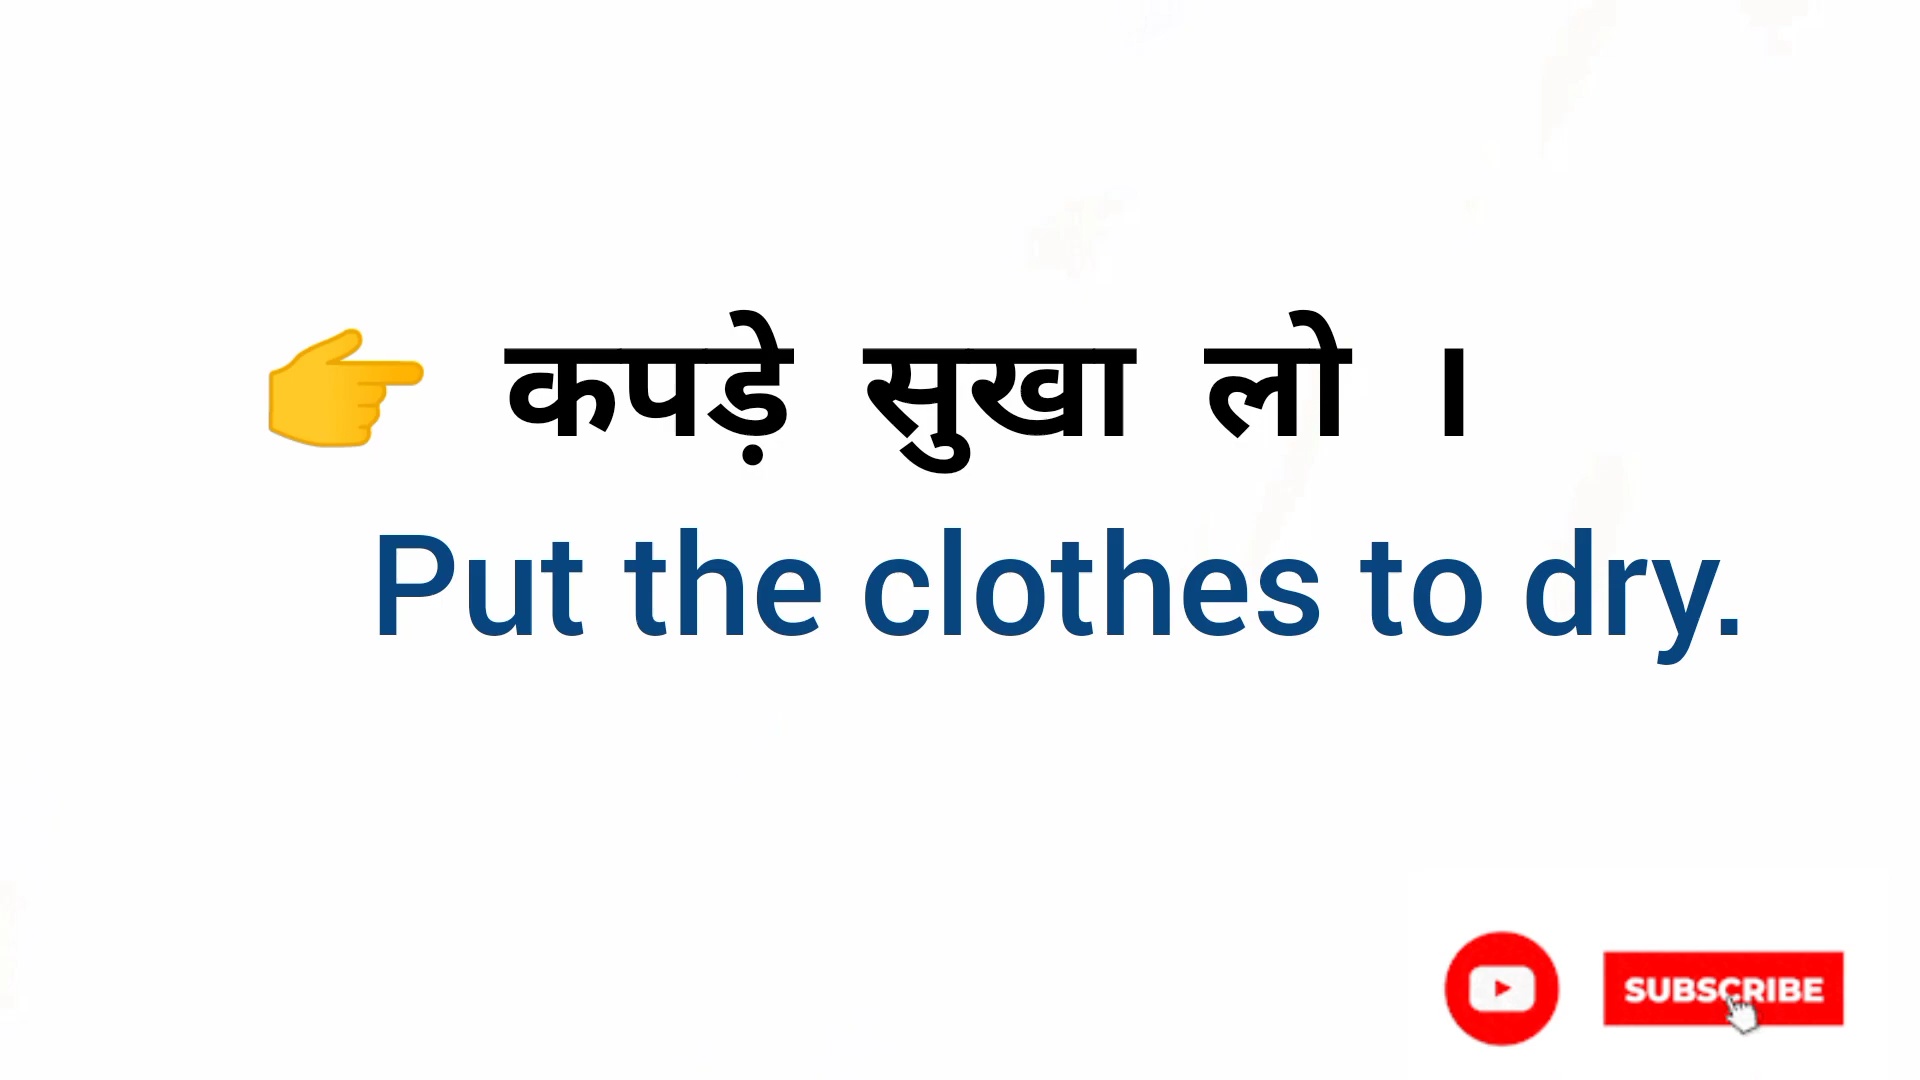 👉 कपड़े सुखा लो ।
Put the clothes to dry.
SUBSCRIBE